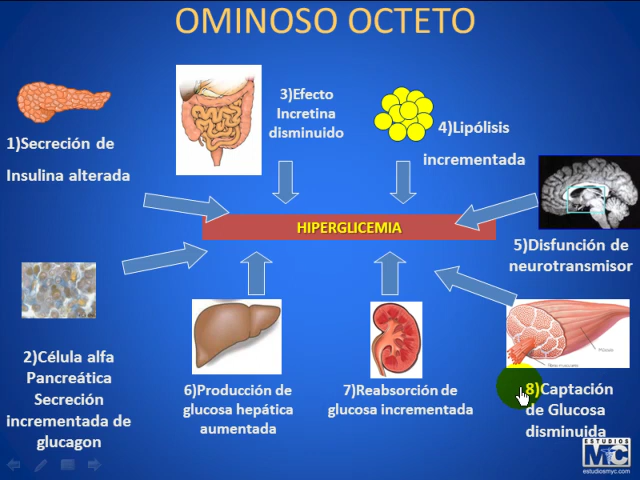 OMINOSO OCTETO
1)Secreción de
Insulina alterada
3)Efecto
Incretina
disminuido
4)Lipólisis
incrementada
HIPERGLICEMIA
5)Disfunción de
neurotransmisor
2)Célula alfa
Pancreática
Secreción
incrementada de
glucagon
6)Producción de
glucosa hepática
aumentada
7)Reabsorción de
glucosa incrementada
8)Captación
de Glucosa
disminuida
ESTUDIOS
MyC
estudiosmyc.com